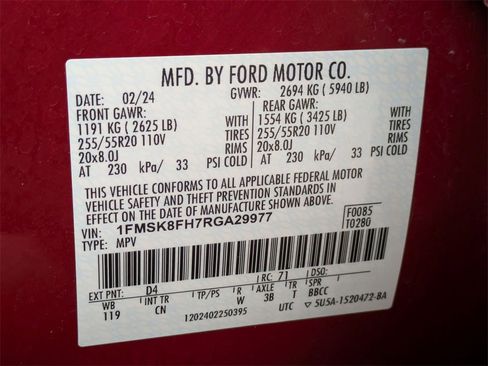 MFD. BY FORD MOTOR CO.
DATE: 02/24 GVWR: 2694 KG ( 5940 LB)
FRONT GAWR: REAR GAWR:
1191 KG ( 2625 LB) WITH 1554 KG ( 3425 LB) WITH
255/55R20 110V TIRES 255/55R20 110V TIRES
20x8.0J RIMS 20x8.0J RIMS
AT 230 kPa/ 33 PSI COLD AT 230 kPa/ 33 PSI COLD
THIS VEHICLE CONFORMS TO ALL APPLICABLE FEDERAL MOTOR
VEHICLE SAFETY AND THEFT PREVENTION STANDARDS IN
EFFECT ON THE DATE OF MANUFACTURE SHOWN ABOVE.
VIN: 1FMSK8FH7RGA29977 F0085
TYPE: MPV T0280
EXT PNT: D4 RC: 71 DSO:
WB INT TR TP/PS R AXLE TR SPR
119 CN W 3B T BBCC
1202402250395 UTC ▽ 5U5A-1520472-BA